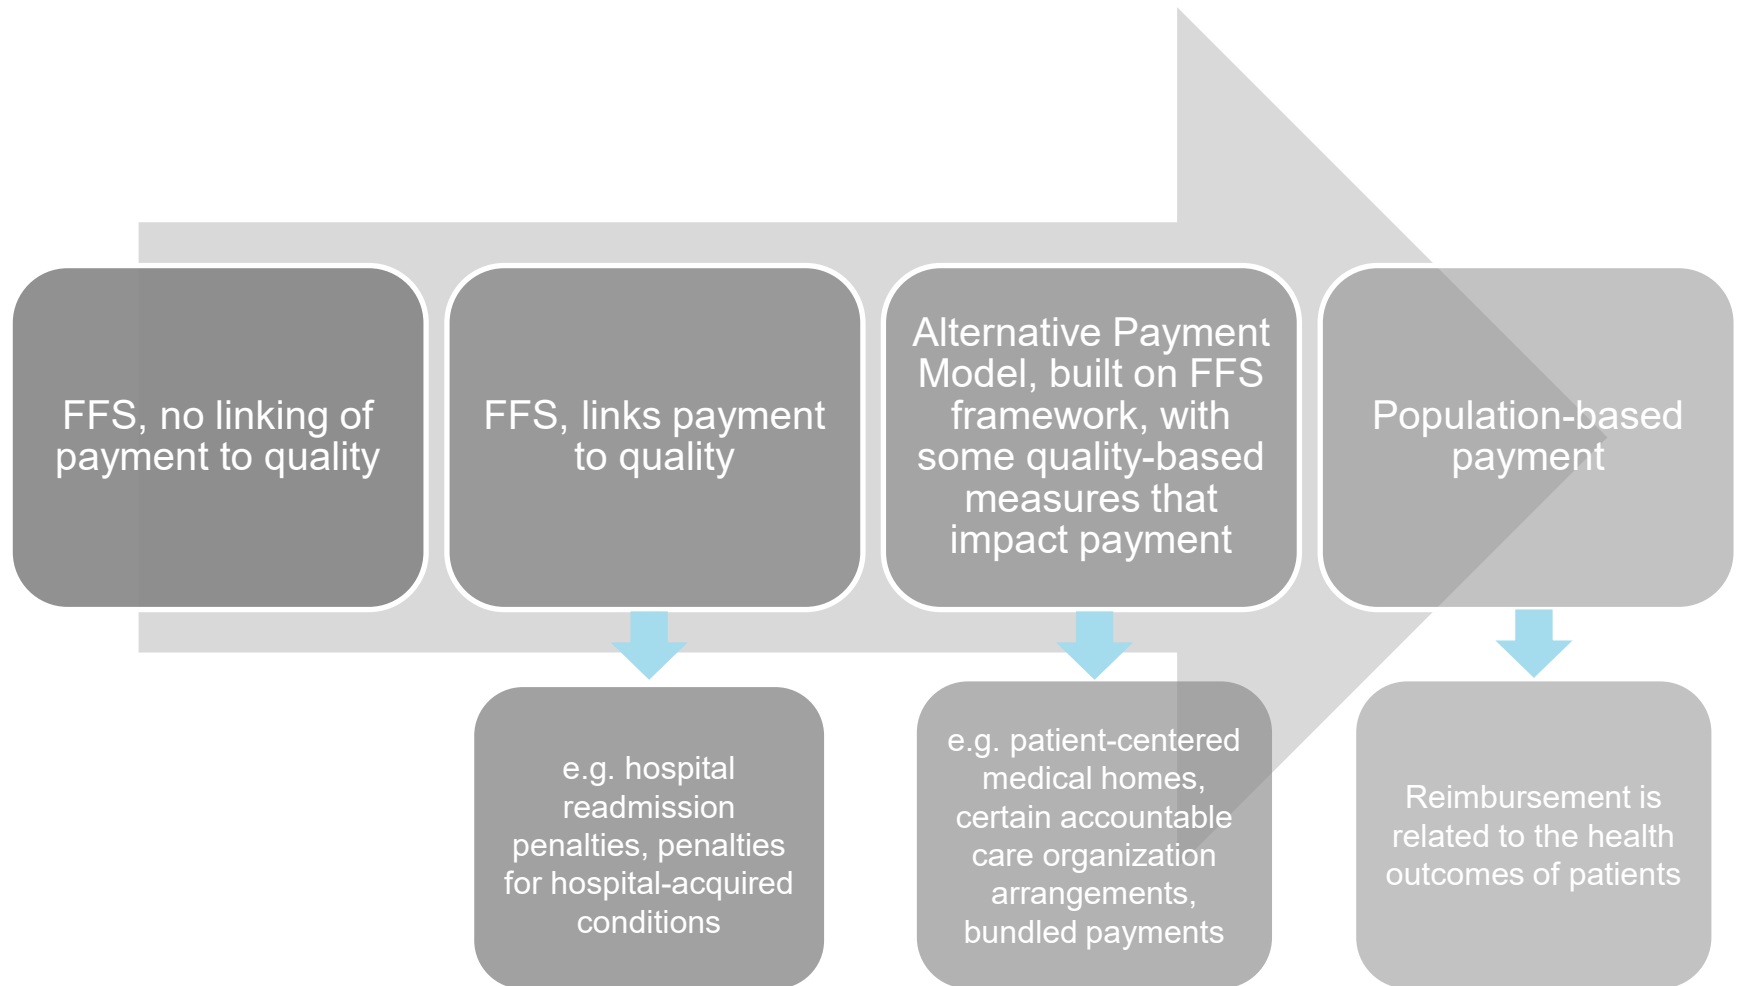 FFS, no linking of
payment to quality
FFS, links payment
to quality
Alternative Payment
Model, built on FFS
framework, with
some quality-based
measures that
impact payment
Population-based
payment
e.g. hospital
readmission
penalties, penalties
for hospital-acquired
conditions
e.g. patient-centered
medical homes,
certain accountable
care organization
arrangements,
bundled payments
Reimbursement is
related to the health
outcomes of patients